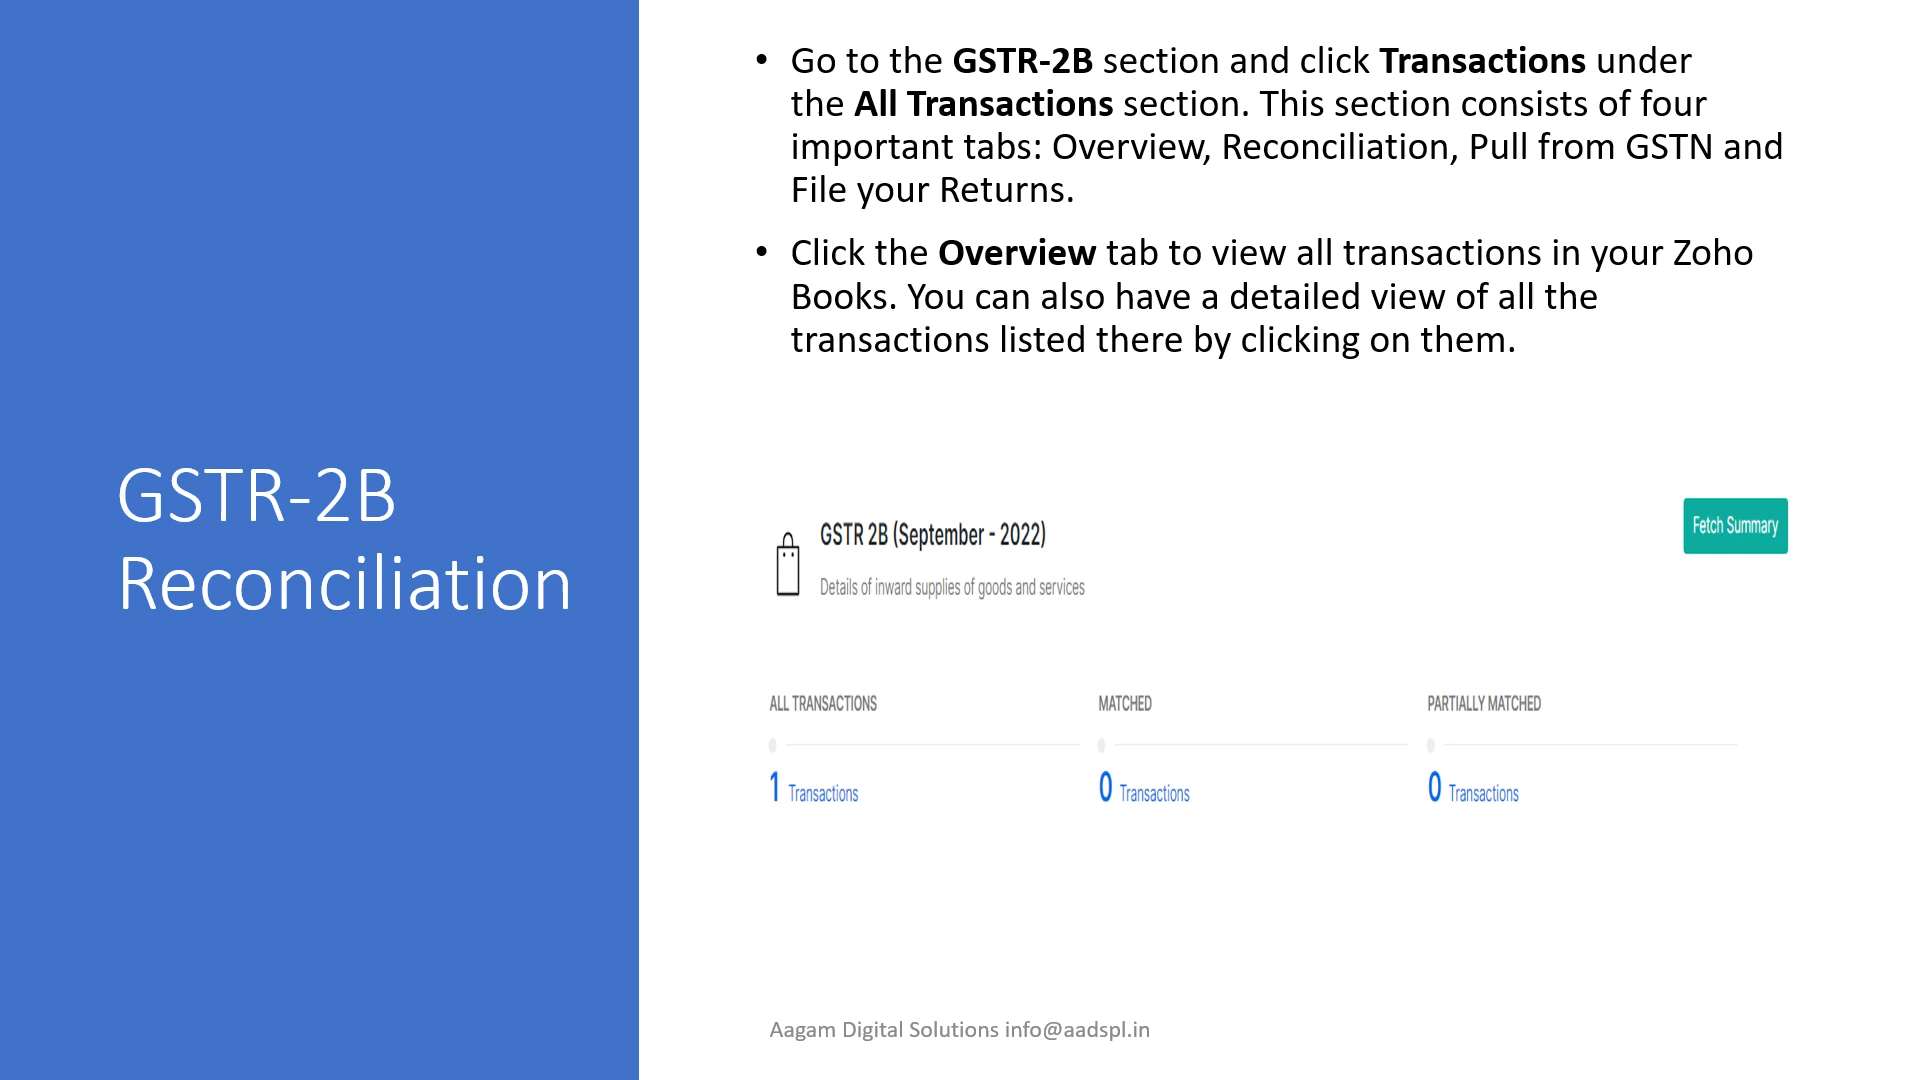 GSTR-2B
Reconciliation
• Go to the GSTR-2B section and click Transactions under
the All Transactions section. This section consists of four
important tabs: Overview, Reconciliation, Pull from GSTN and
File your Returns.
• Click the Overview tab to view all transactions in your Zoho
Books. You can also have a detailed view of all the
transactions listed there by clicking on them.
GSTR 2B (September - 2022)
Fetch Summary
Details of inward supplies of goods and services
ALL TRANSACTIONS MATCHED PARTIALLY MATCHED
1 Transactions 0 Transactions 0 Transactions
Aagam Digital Solutions info@aadspl.in